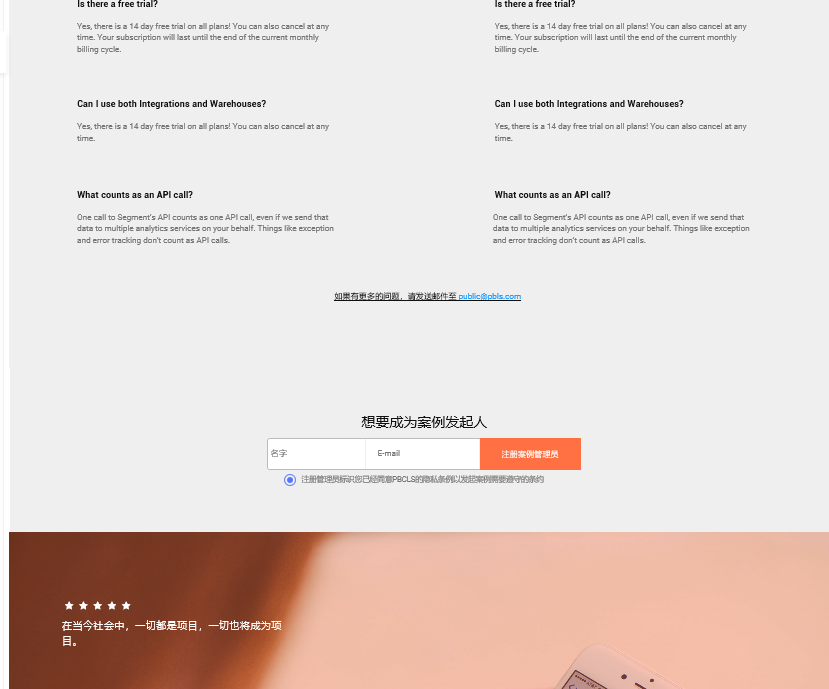 Is there a free trial?
Yes, there is a 14 day free trial on all plans! You can also cancel at any
time. Your subscription will last until the end of the current monthly
billing cycle.
Can I use both Integrations and Warehouses?
Yes, there is a 14 day free trial on all plans! You can also cancel at any
time.
What counts as an API call?
One call to Segment's API counts as one API call, even if we send that
data to multiple analytics services on your behalf. Things like exception
and error tracking don't count as API calls.
Is there a free trial?
Yes, there is a 14 day free trial on all plans! You can also cancel at any
time. Your subscription will last until the end of the current monthly
billing cycle.
Can I use both Integrations and Warehouses?
Yes, there is a 14 day free trial on all plans! You can also cancel at any
time.
What counts as an API call?
One call to Segment's API counts as one API call, even if we send that
data to multiple analytics services on your behalf. Things like exception
and error tracking don't count as API calls.
如果有更多的问题，请发送邮件至 public@pbls.com
想要成为案例发起人
名字
E-mail
注册案例管理员
注册管理员标识您已经同意PBCLS的隐私条例以发起案例需要遵守的条约
在当今社会中，一切都是项目，一切也将成为项
目。